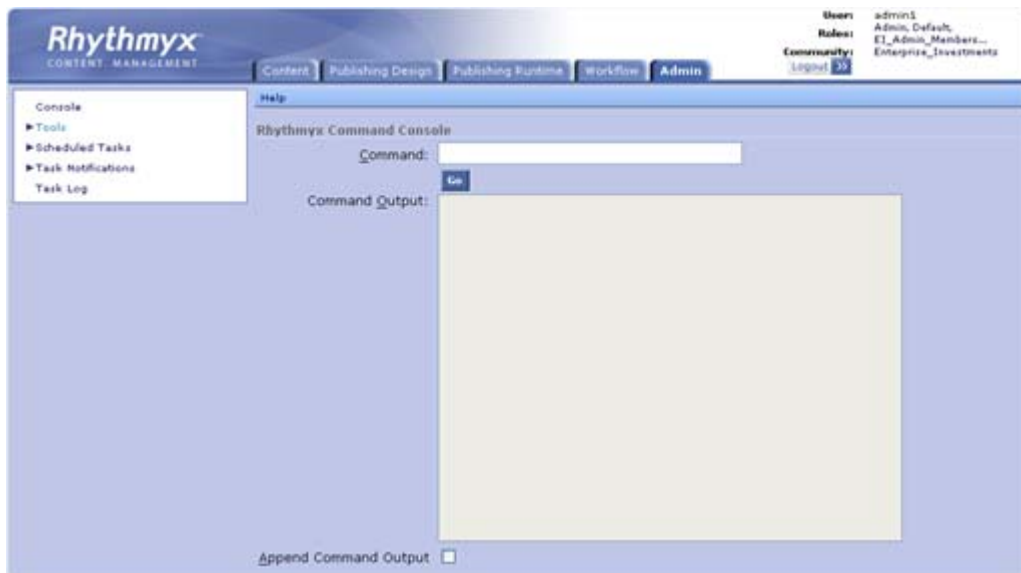 Rhythmyx
CONTENT MANAGEMENT
Content
Publishing Design
Publishing Runtime
Workflow
Admin
User: admin1
Roles: Admin, Default,
EI_Admin_Members...
Community: Enterprise_Investments
Logout
Console
Tools
Scheduled Tasks
Task Notifications
Task Log
Help
Rhythmyx Command Console
Command:
Go
Command Output:
Append Command Output